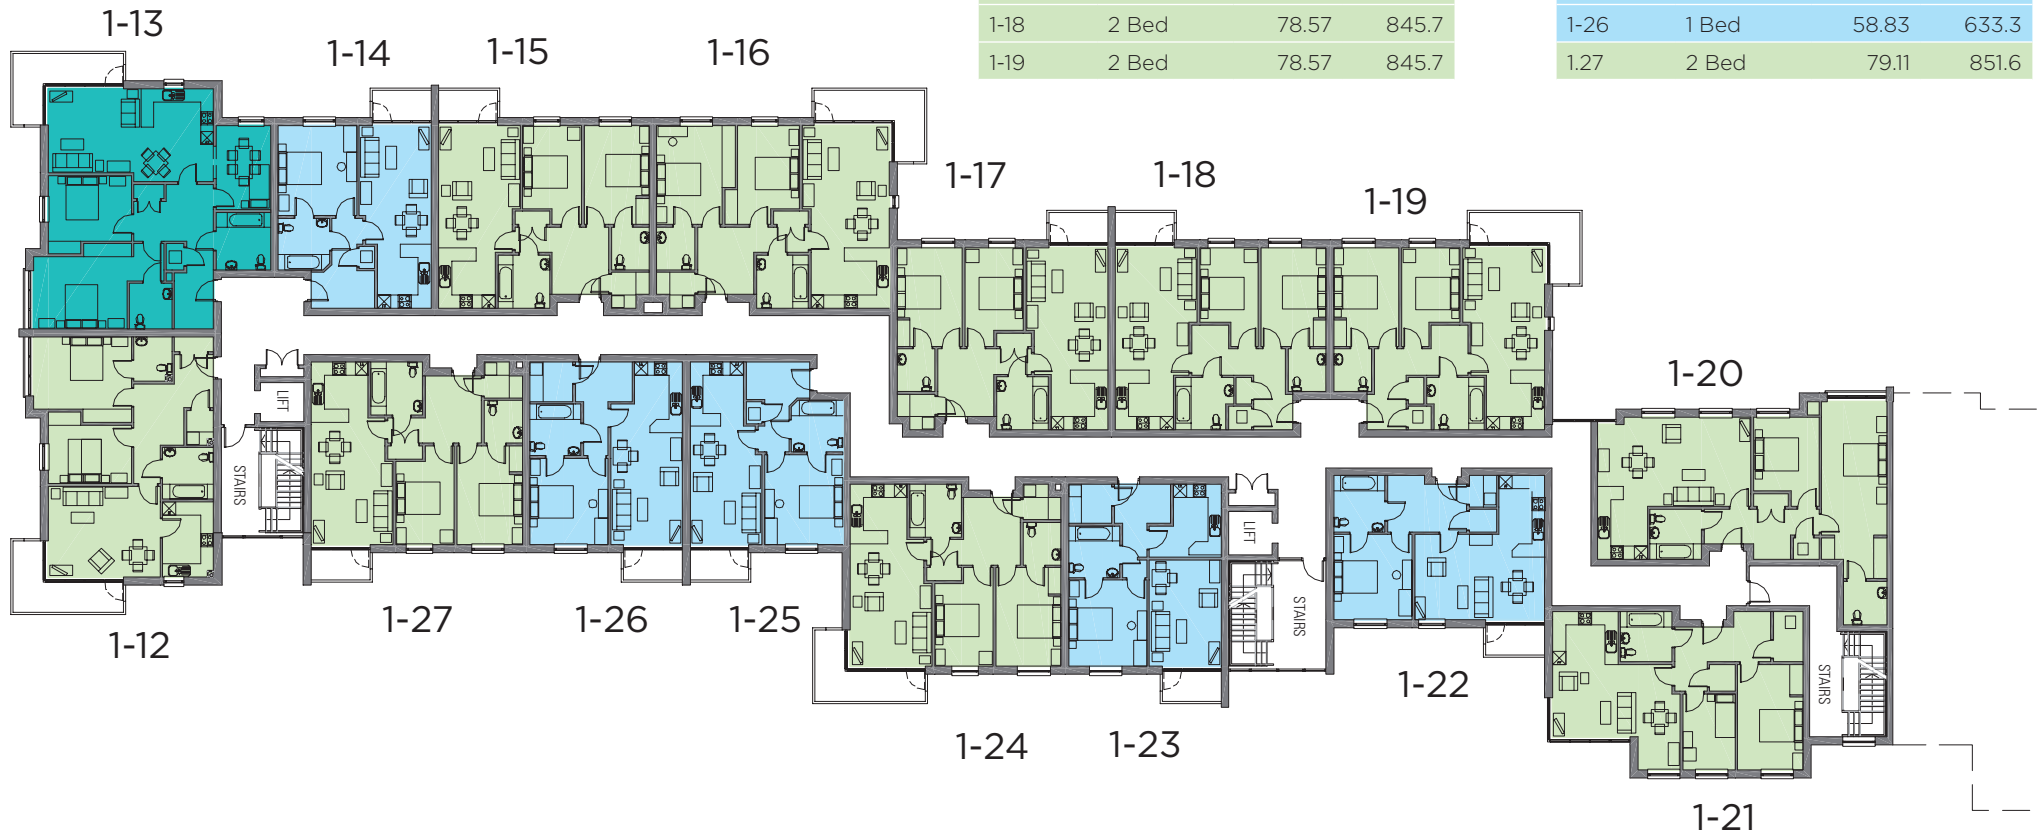 1-18 2 Bed 78.57 845.7
1-19 2 Bed 78.57 845.7
1-26 1 Bed 58.83 633.3
1.27 2 Bed 79.11 851.6
1-13
1-14
1-15
1-16
1-17
1-18
1-19
1-20
LIFT
STAIRS
LIFT
STAIRS
STAIRS
1-12
1-27
1-26
1-25
1-24
1-23
1-22
1-21